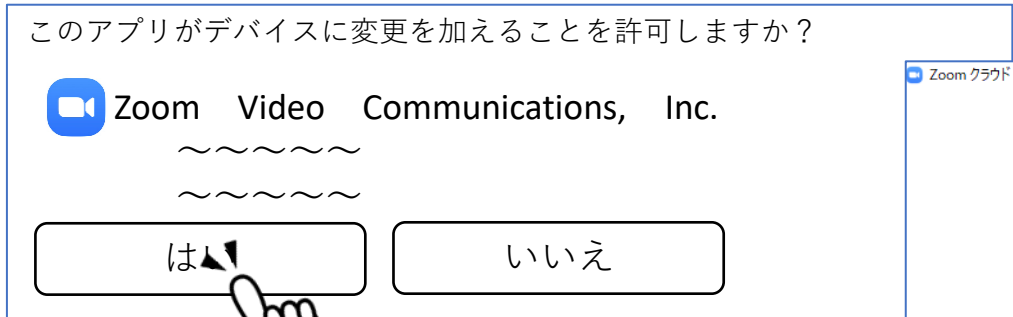 このアプリがデバイスに変更を加えることを許可しますか？
Zoom クラウド
Zoom Video Communications, Inc.
～～～～～
～～～～～
はい
いいえ